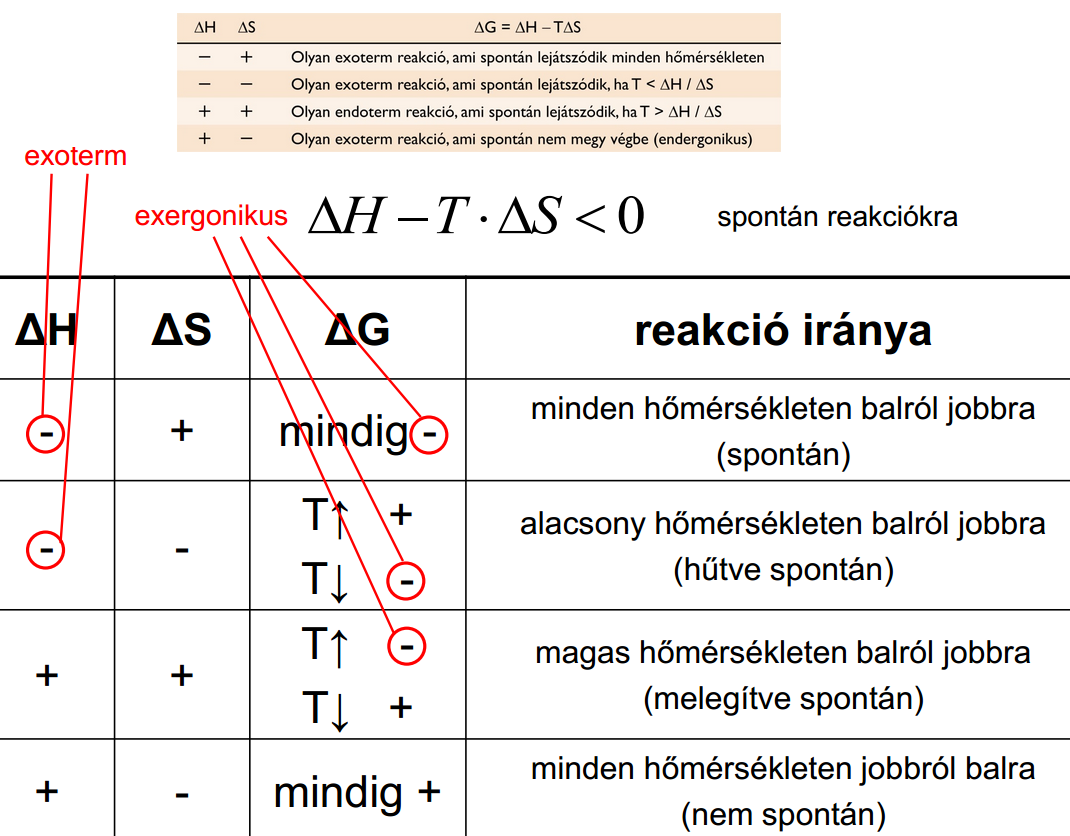 ΔH ΔS ΔG = ΔH – TΔS
– + Olyan exoterm reakció, ami spontán lejátszódik minden hőmérsékleten
– – Olyan exoterm reakció, ami spontán lejátszódik, ha T < ΔH / ΔS
+ + Olyan endoterm reakció, ami spontán lejátszódik, ha T > ΔH / ΔS
+ – Olyan exoterm reakció, ami spontán nem megy végbe (endergonikus)
exoterm
exergonikus ΔH – T · ΔS < 0 spontán reakciókra
ΔH ΔS ΔG reakció iránya
- + mindig - minden hőmérsékleten balról jobbra
(spontán)
T↑ +
- - alacsony hőmérsékleten balról jobbra
T↓ - (hűtve spontán)
T↑ -
+ + magas hőmérsékleten balról jobbra
T↓ + (melegítve spontán)
+ - mindig + minden hőmérsékleten jobbról balra
(nem spontán)